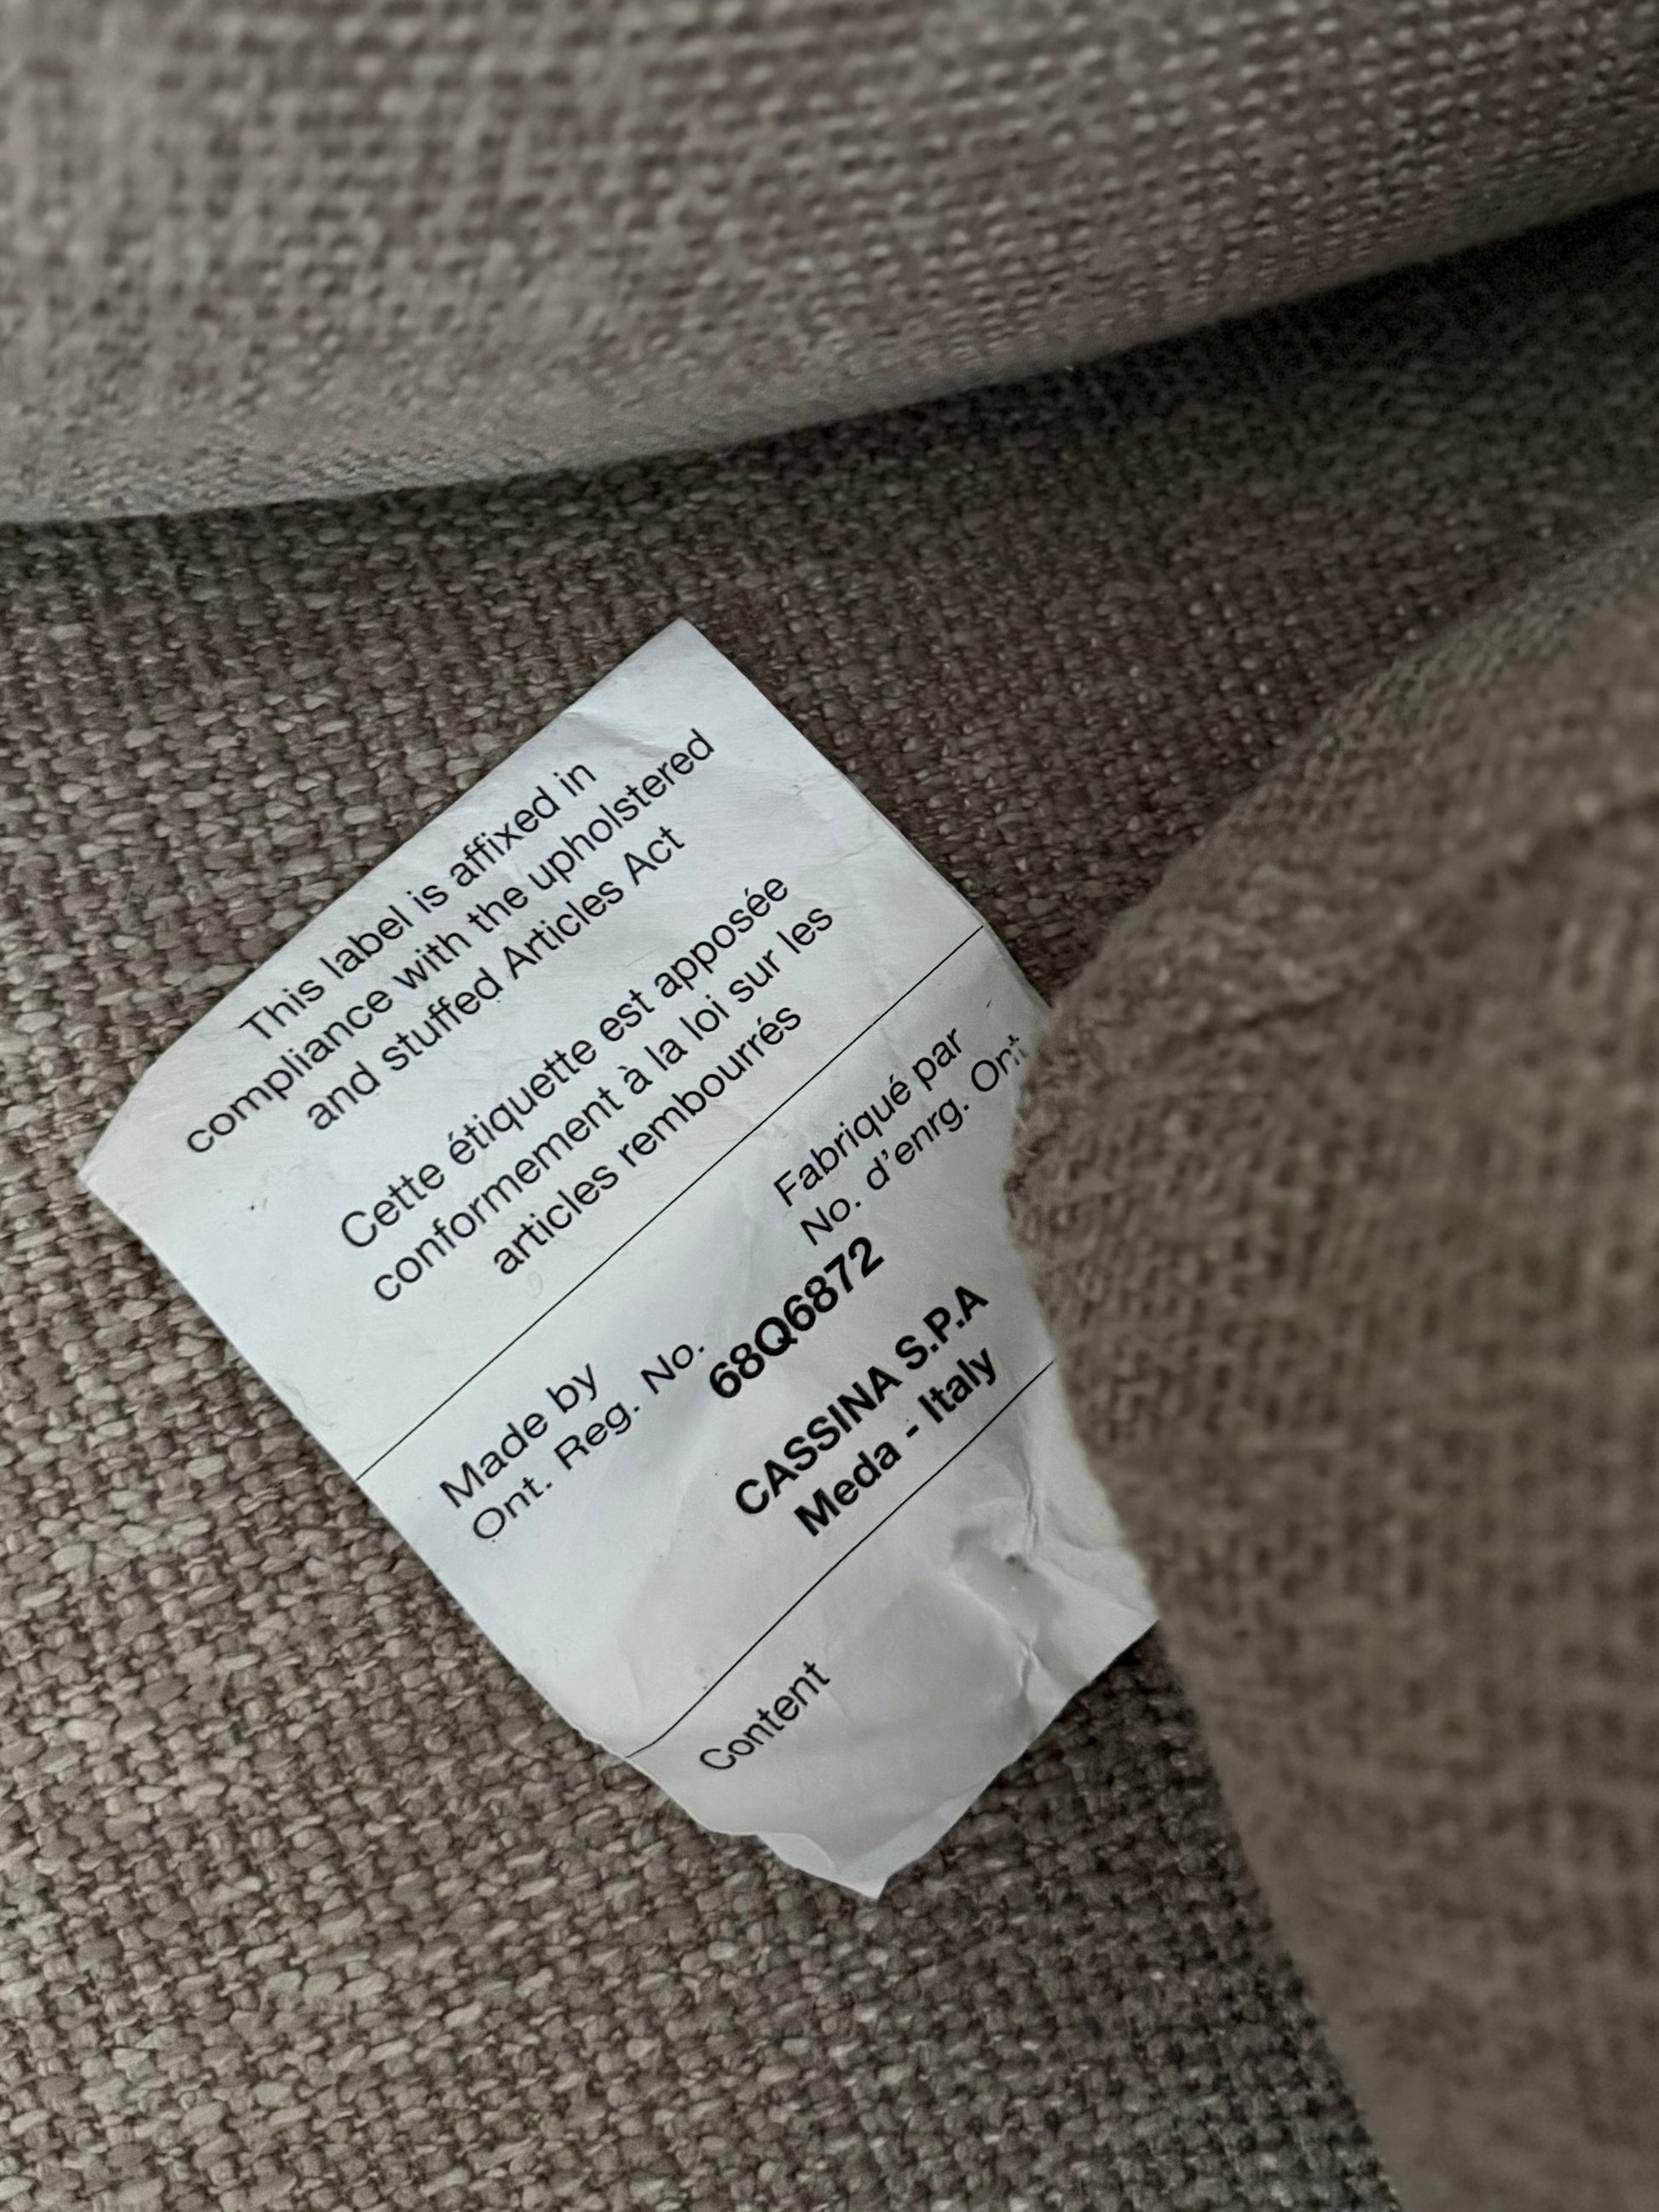 This label is affixed in
compliance with the upholstered
and stuffed Articles Act
Cette étiquette est apposée
conformement à la loi sur les
articles rembourrés
Made by
Ont. Reg. No.
Fabriqué par
No. d'enrg. Ont
68Q6872
CASSINA S.P.A
Meda - Italy
Content